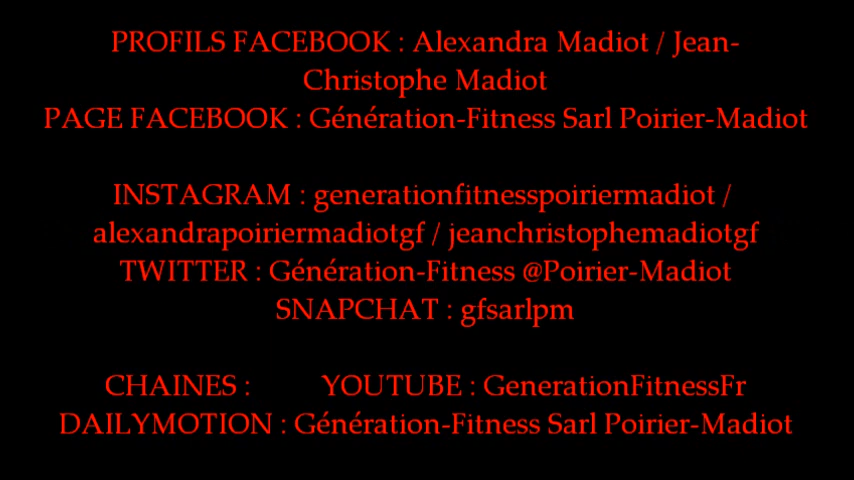 PROFILS FACEBOOK : Alexandra Madiot / Jean-
Christophe Madiot
PAGE FACEBOOK : Génération-Fitness Sarl Poirier-Madiot
INSTAGRAM : generationfitnesspoiriermadiot /
alexandrapoiriermadiotgf / jeanchristophemadiotgf
TWITTER : Génération-Fitness @Poirier-Madiot
SNAPCHAT : gfsarlpm
CHAINES : YOUTUBE : GenerationFitnessFr
DAILYMOTION : Génération-Fitness Sarl Poirier-Madiot